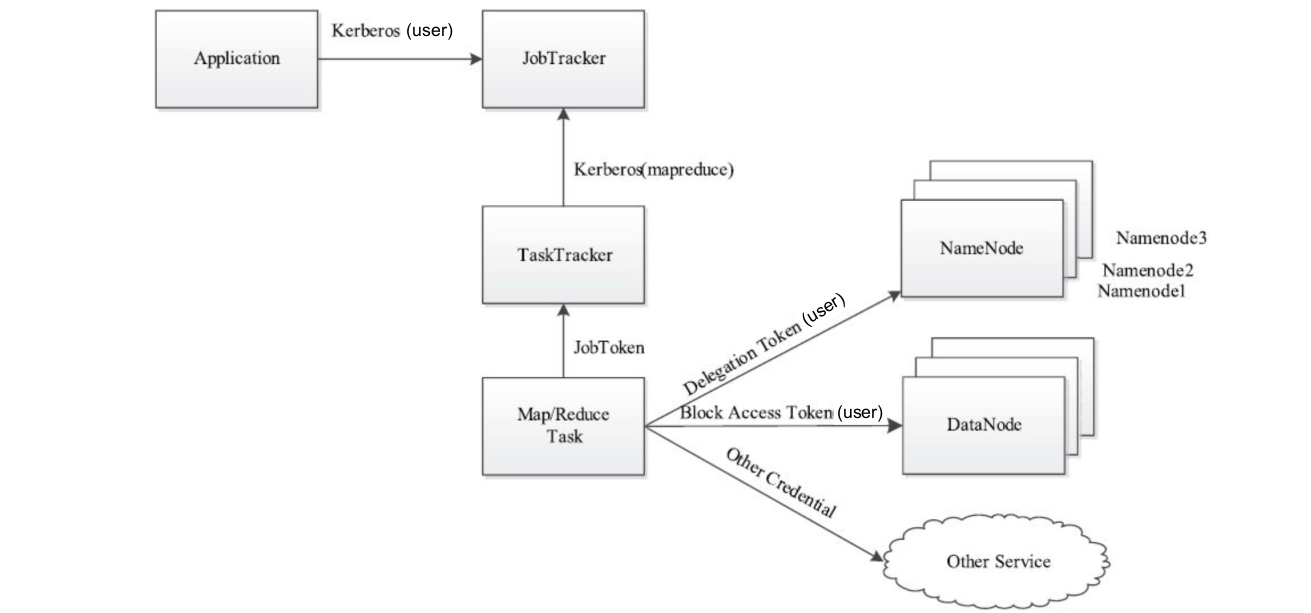 Kerberos (user)
Application
JobTracker
Kerberos(mapreduce)
TaskTracker
NameNode
Namenode3
Namenode2
Namenode1
JobToken
Delegation Token (user)
Map/Reduce
Task
Block Access Token (user)
DataNode
Other Credential
Other Service